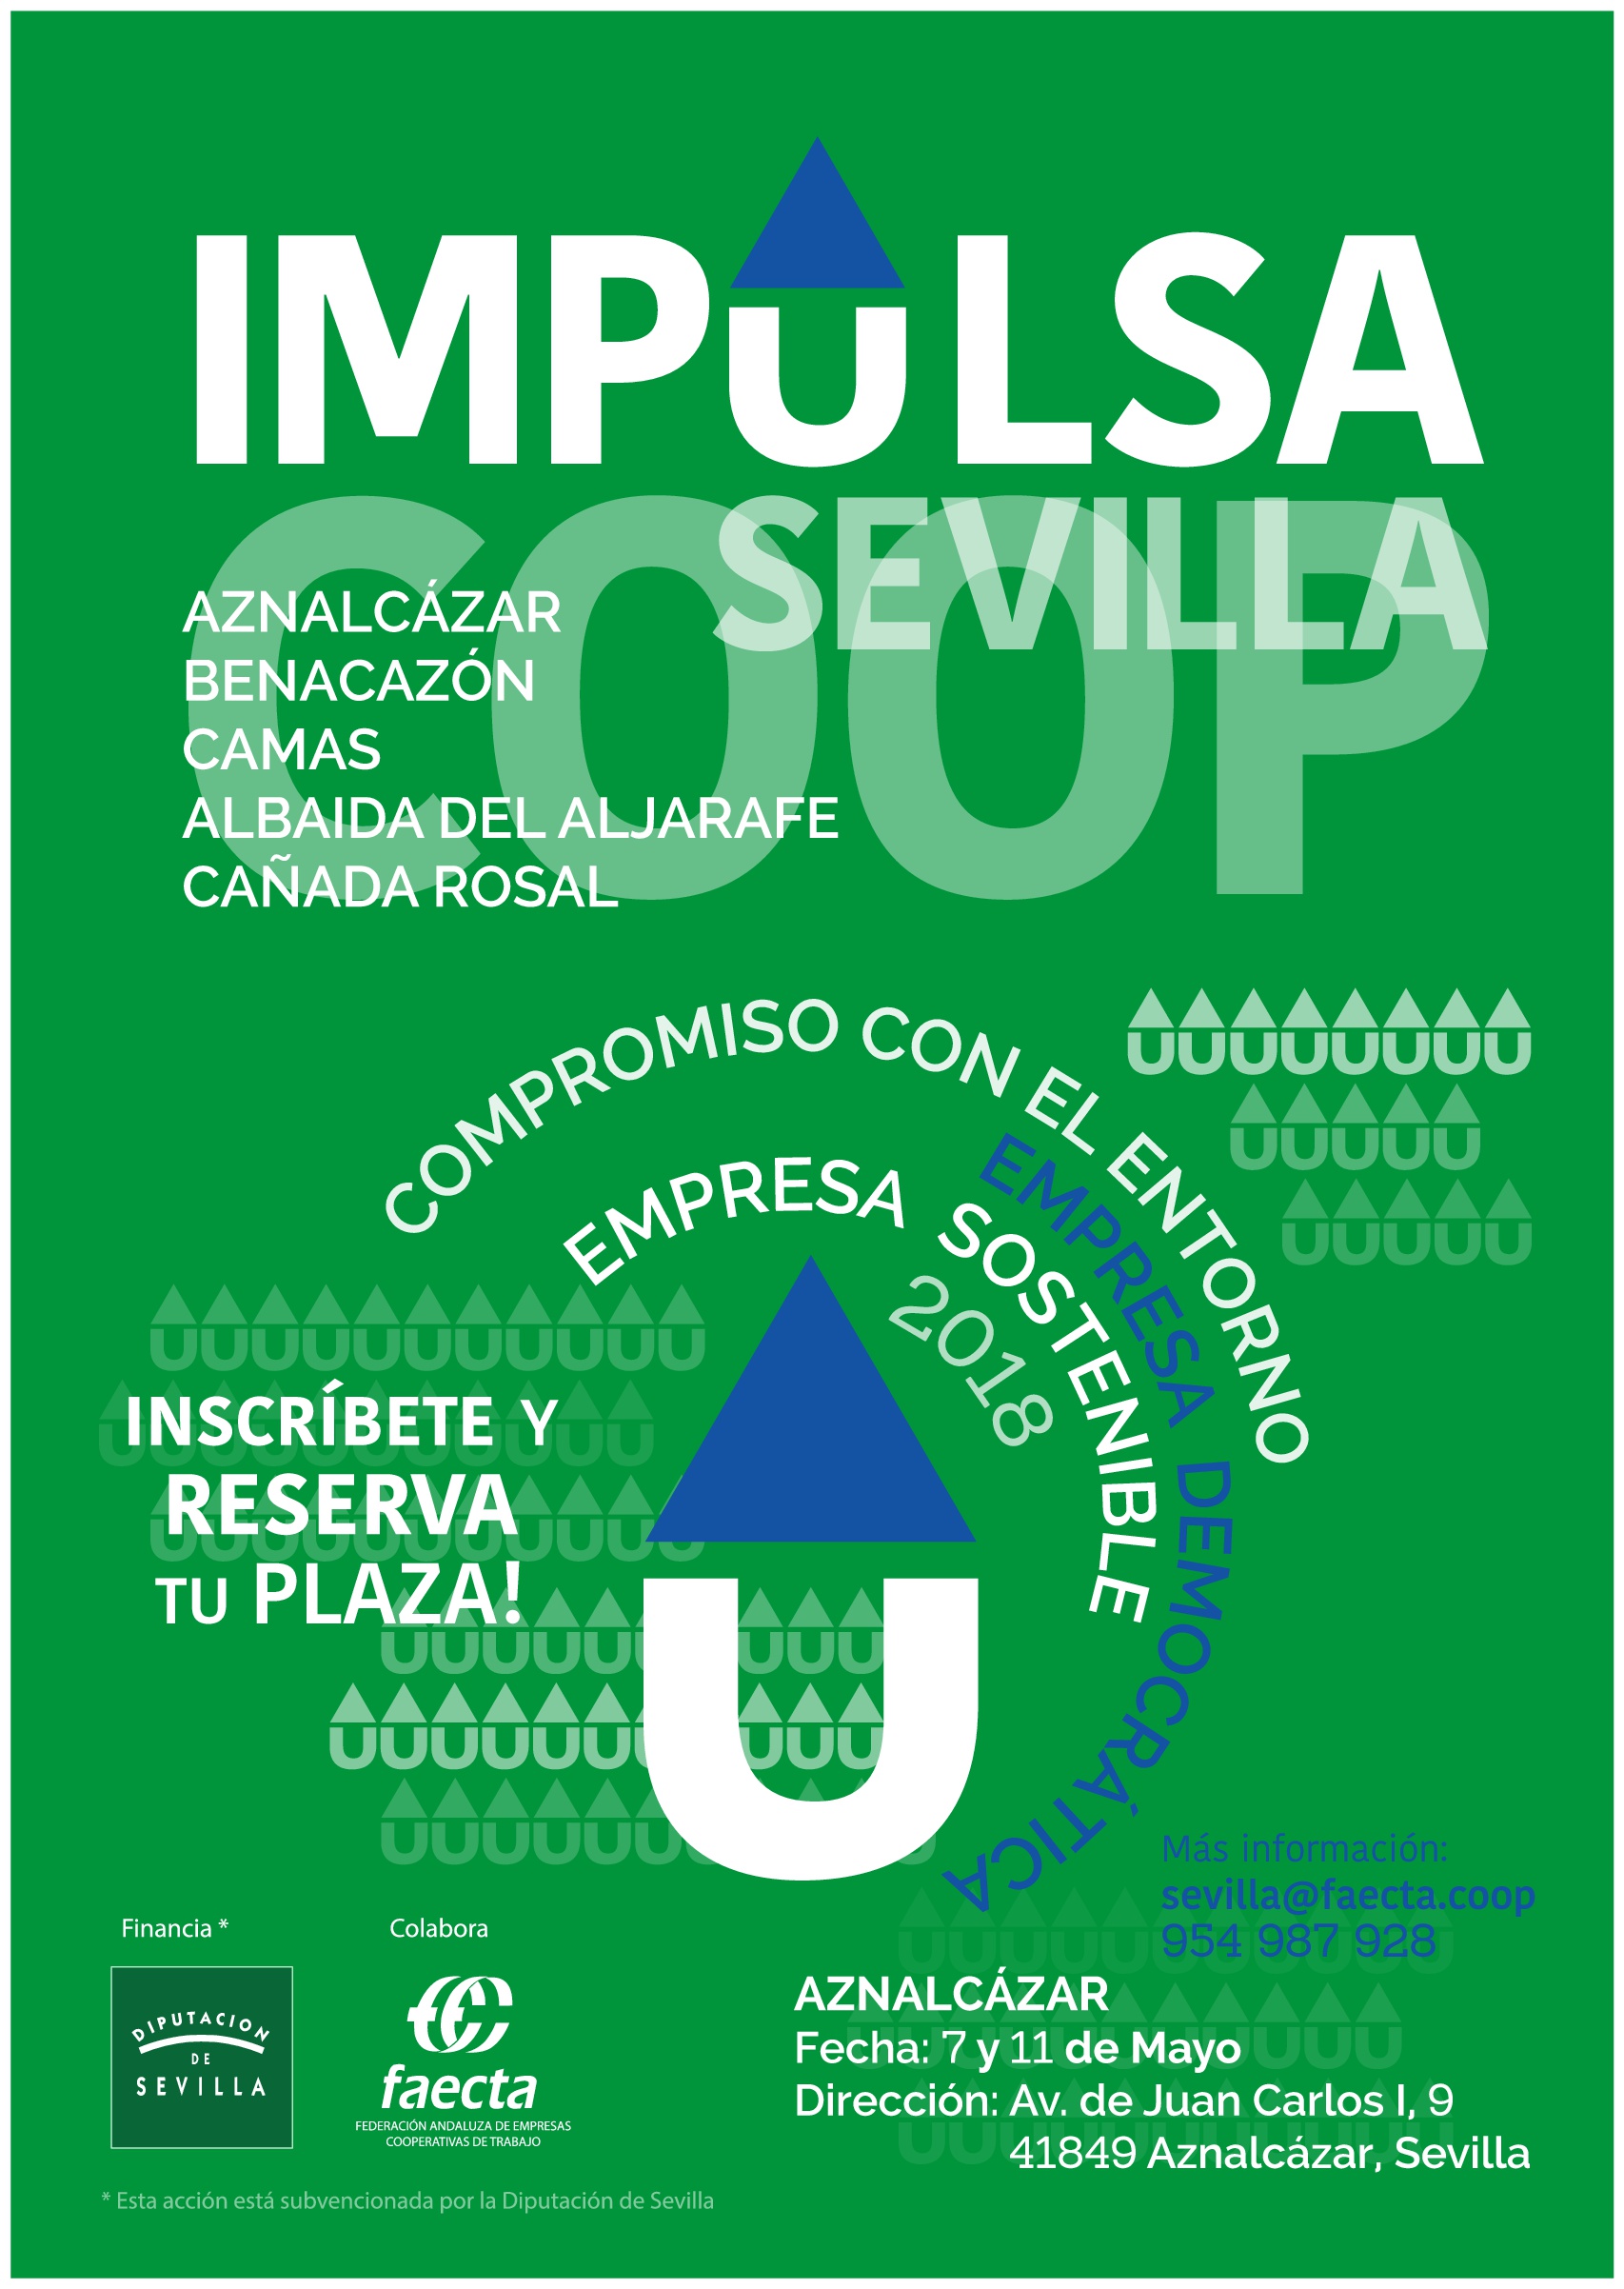 IMPULSA
SEVILLA
COOP
AZNALCÁZAR
BENACAZÓN
CAMAS
ALBAIDA DEL ALJARAFE
CAÑADA ROSAL
COMPROMISO CON EL ENTORNO
EMPRESA SOSTENIBLE
EMPRESA DEMOCRÁTICA
2018
INSCRÍBETE Y
RESERVA
TU PLAZA!
Más información:
sevilla@faecta.coop
954 987 928
Financia *
Colabora
DIPUTACION
DE
SEVILLA
faecta
FEDERACIÓN ANDALUZA DE EMPRESAS
COOPERATIVAS DE TRABAJO
AZNALCÁZAR
Fecha: 7 y 11 de Mayo
Dirección: Av. de Juan Carlos I, 9
41849 Aznalcázar, Sevilla
* Esta acción está subvencionada por la Diputación de Sevilla